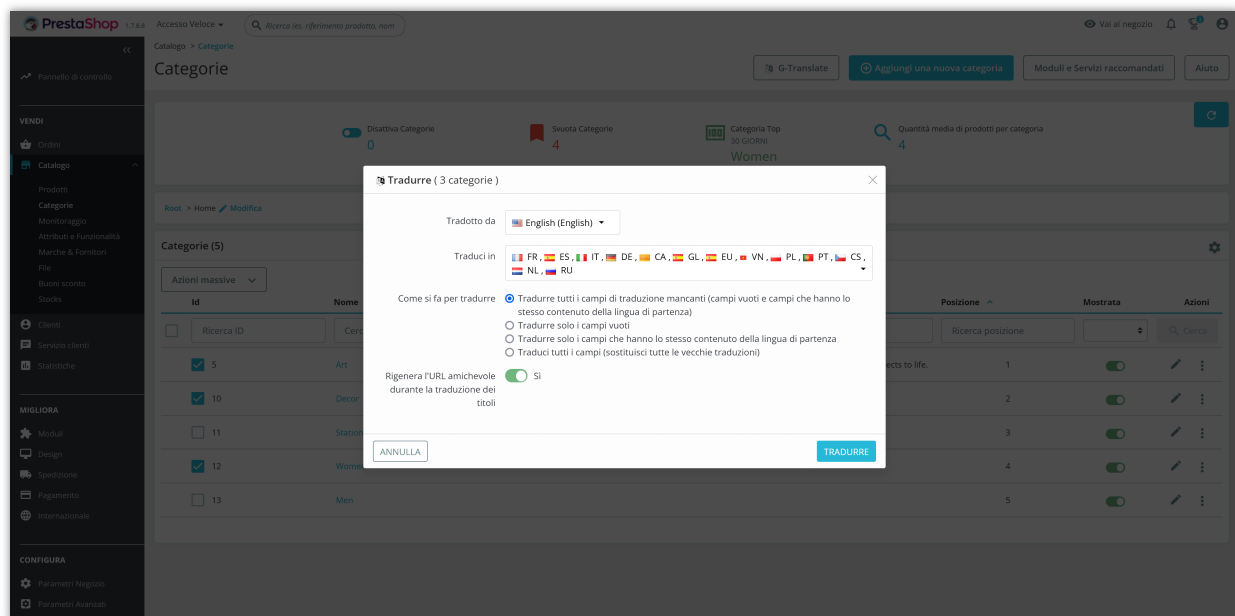 PrestaShop 1.7.6.8 Accesso Veloce Ricerca (es. riferimento prodotto, nom Vai al negozio
Catalogo > Categorie
Categorie G-Translate Aggiungi una nuova categoria Moduli e Servizi raccomandati Aiuto
Pannello di controllo
VENDI
Ordini
Catalogo
Prodotti
Categorie
Monitoraggio
Attributi e Funzionalità
Marche & Fornitori
File
Buoni sconto
Stocks
Clienti
Servizio clienti
Statistiche
MIGLIORA
Moduli
Design
Spedizione
Pagamento
Internazionale
CONFIGURA
Parametri Negozio
Parametri Avanzati
Disattiva Categorie
0
Svuota Categorie
4
Categoria Top
30 GIORNI
Women
Quantità media di prodotti per categoria
4
Root > Home Modifica
Categorie (5)
Azioni massive
Id Nome Posizione Mostrata Azioni
Ricerca ID Cerc Ricerca posizione Cerca
5 Art ects to life. 1
10 Decor 2
11 Station 3
12 Wome 4
13 Men 5
Tradurre ( 3 categorie )
Tradotto da English (English)
Traduci in FR , ES , IT , DE , CA , GL , EU , VN , PL , PT , CS ,
NL , RU
Come si fa per tradurre
Tradurre tutti i campi di traduzione mancanti (campi vuoti e campi che hanno lo
stesso contenuto della lingua di partenza)
Tradurre solo i campi vuoti
Tradurre solo i campi che hanno lo stesso contenuto della lingua di partenza
Traduci tutti i campi (sostituisci tutte le vecchie traduzioni)
Rigenera l'URL amichevole
durante la traduzione dei
titoli
Sì
ANNULLA TRADURRE